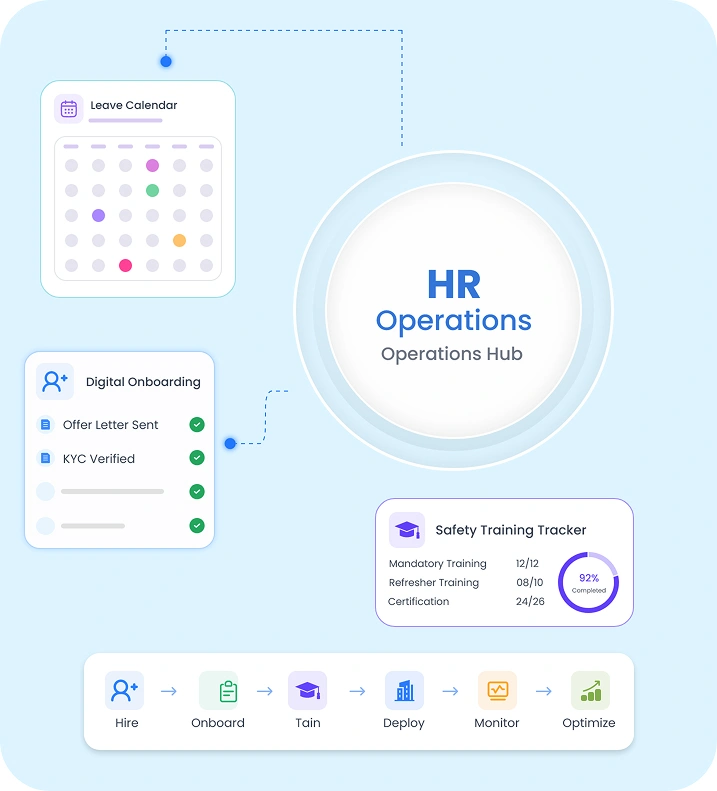 Leave Calendar
HR
Operations
Operations Hub
Digital Onboarding
Offer Letter Sent
KYC Verified
Safety Training Tracker
Mandatory Training 12/12
Refresher Training 08/10
Certification 24/26
92%
Completed
Hire Onboard Tain Deploy Monitor Optimize